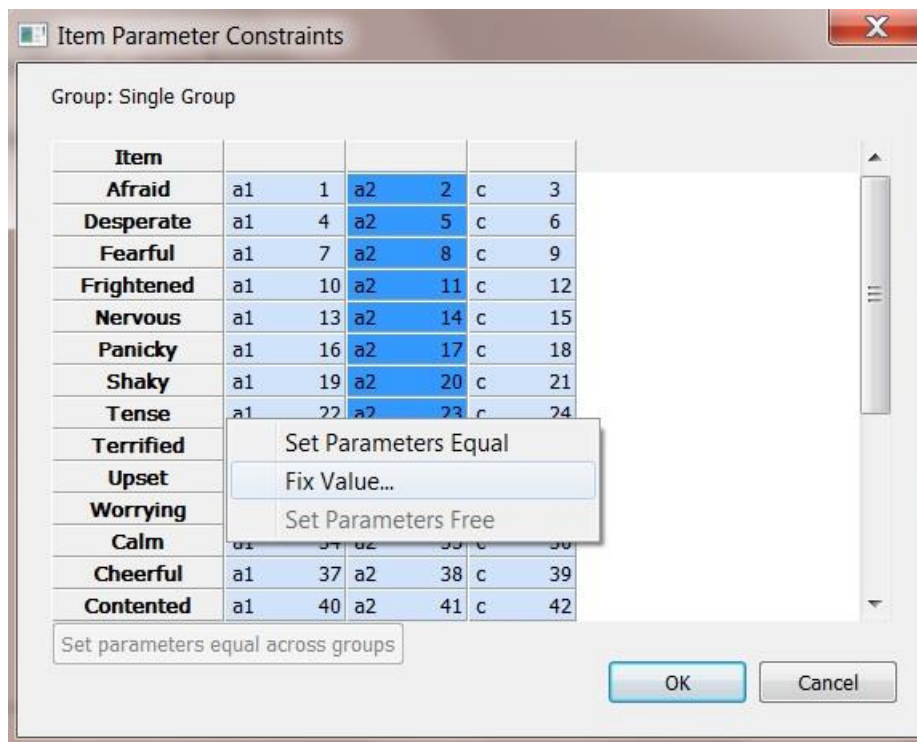 Item Parameter Constraints
Group: Single Group
Item
Afraid a1 1 a2 2 c 3
Desperate a1 4 a2 5 c 6
Fearful a1 7 a2 8 c 9
Frightened a1 10 a2 11 c 12
Nervous a1 13 a2 14 c 15
Panicky a1 16 a2 17 c 18
Shaky a1 19 a2 20 c 21
Tense a1 22 a2 23 c 24
Terrified
Upset
Worrying
Set Parameters Equal
Fix Value...
Set Parameters Free
Calm
Cheerful a1 37 a2 38 c 39
Contented a1 40 a2 41 c 42
Set parameters equal across groups
OK Cancel